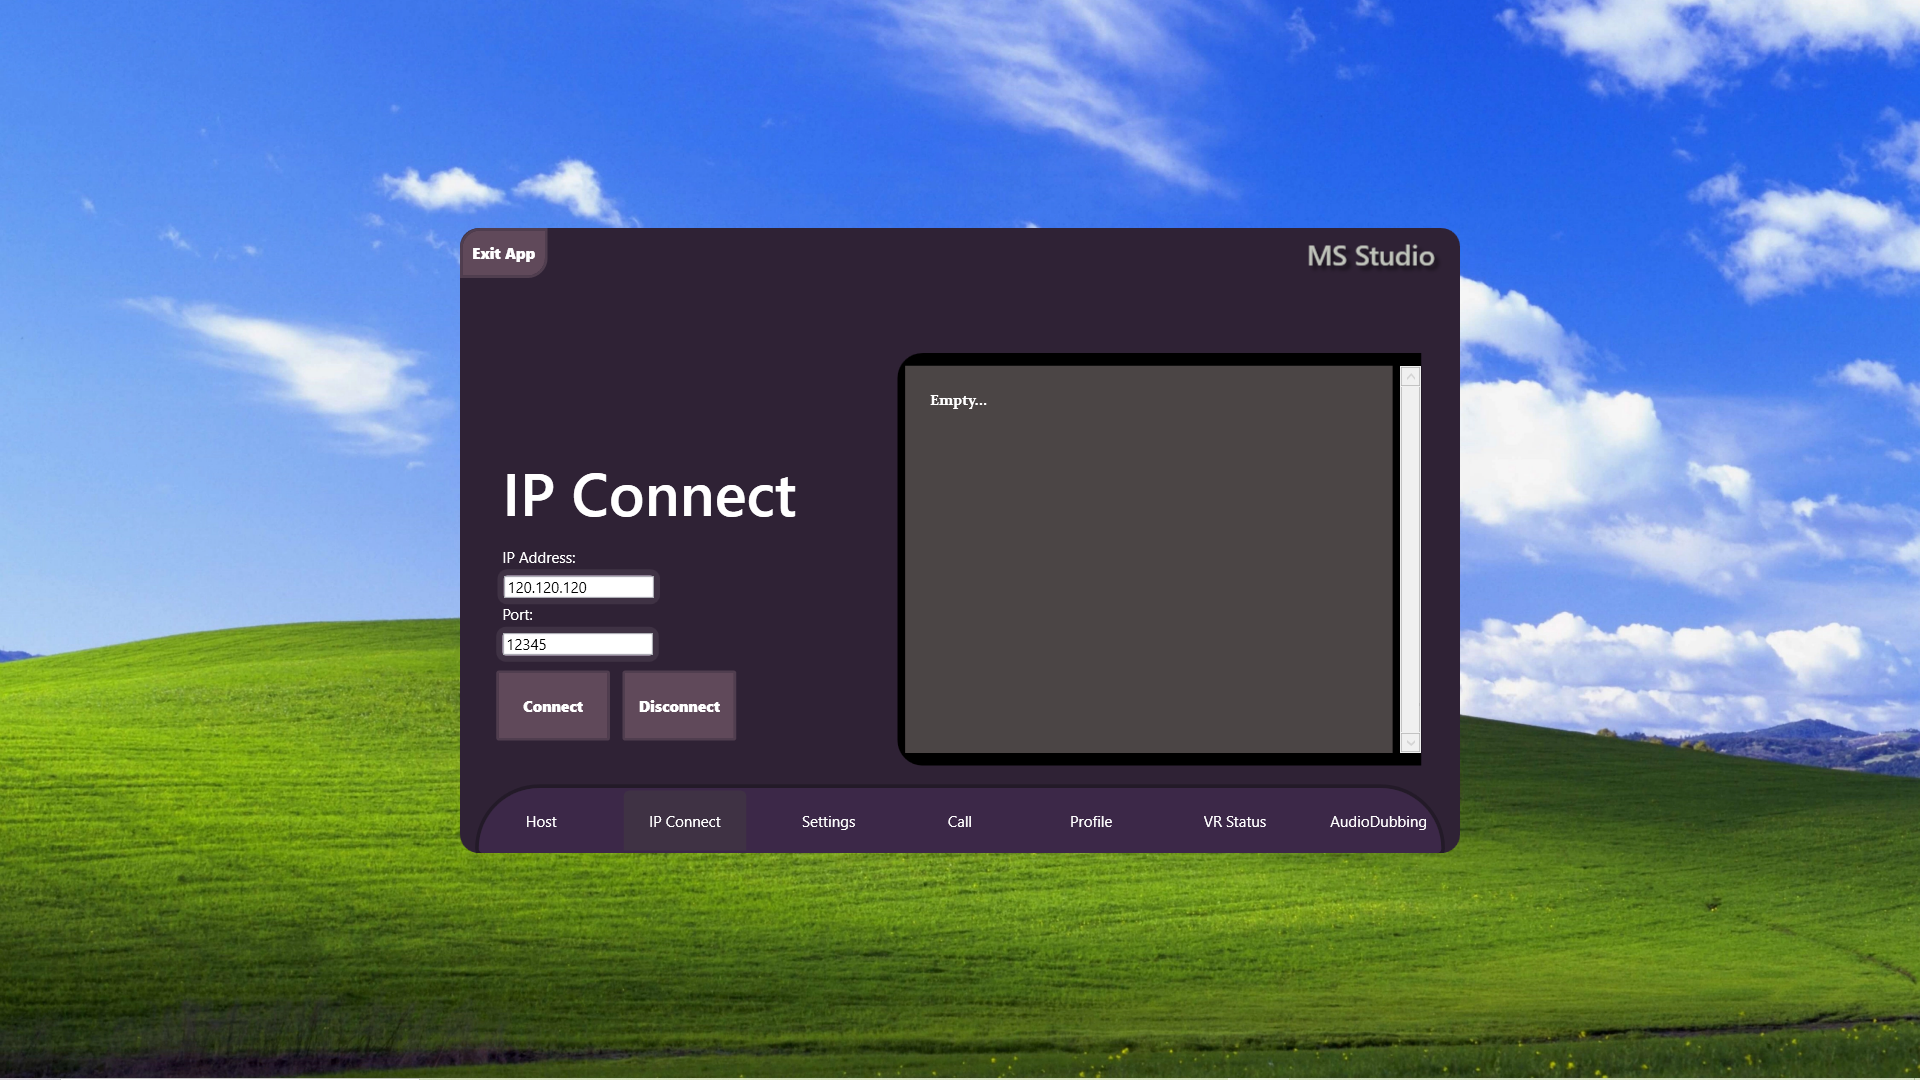 Exit App
MS Studio
Empty...
IP Connect
IP Address:
120.120.120
Port:
12345
Connect
Disconnect
Host
IP Connect
Settings
Call
Profile
VR Status
AudioDubbing